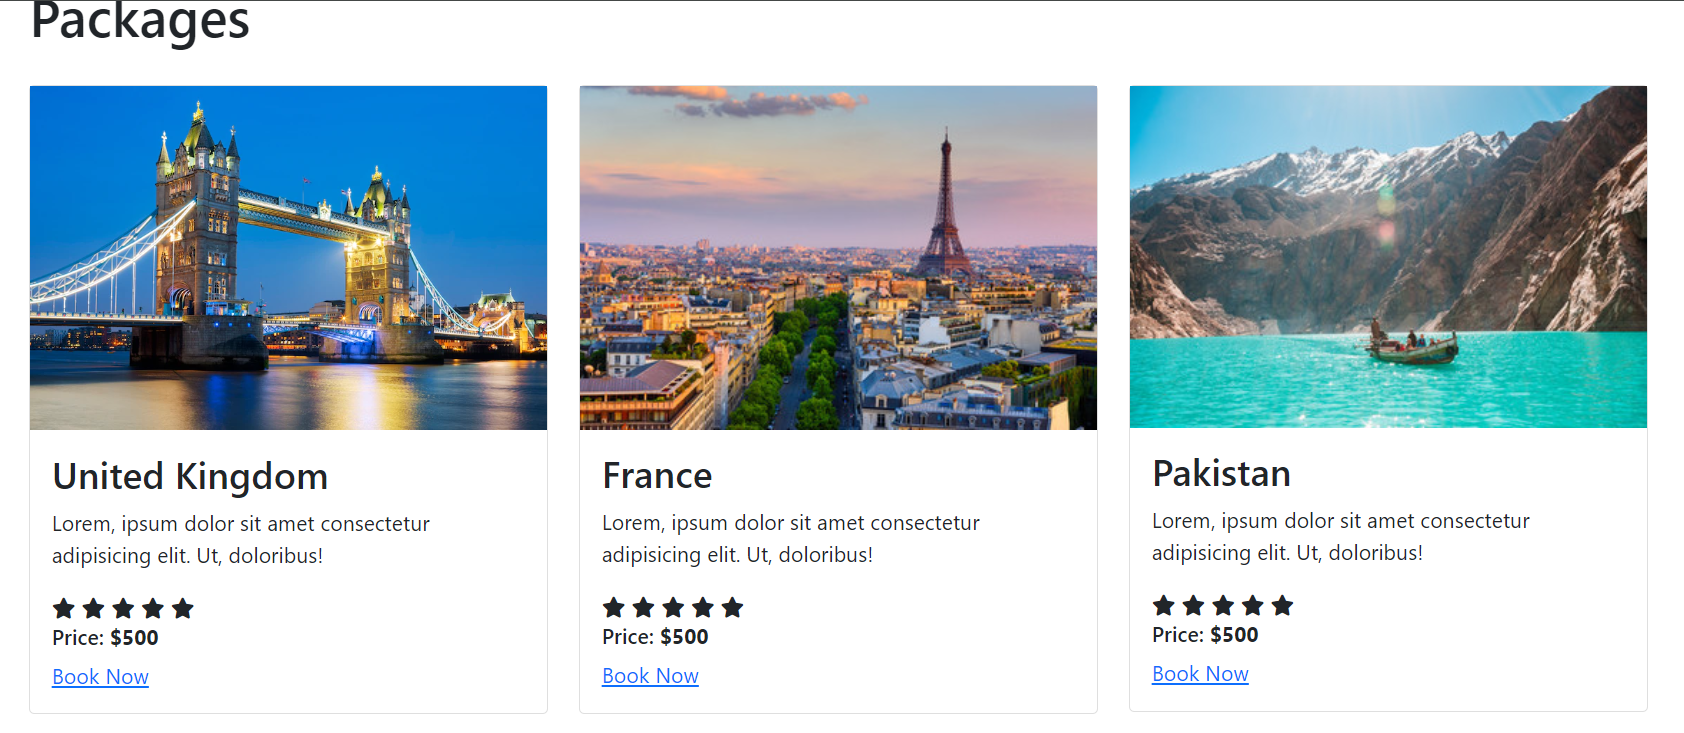 Packages
United Kingdom
Lorem, ipsum dolor sit amet consectetur
adipisicing elit. Ut, doloribus!
Price: $500
Book Now
France
Lorem, ipsum dolor sit amet consectetur
adipisicing elit. Ut, doloribus!
Price: $500
Book Now
Pakistan
Lorem, ipsum dolor sit amet consectetur
adipisicing elit. Ut, doloribus!
Price: $500
Book Now